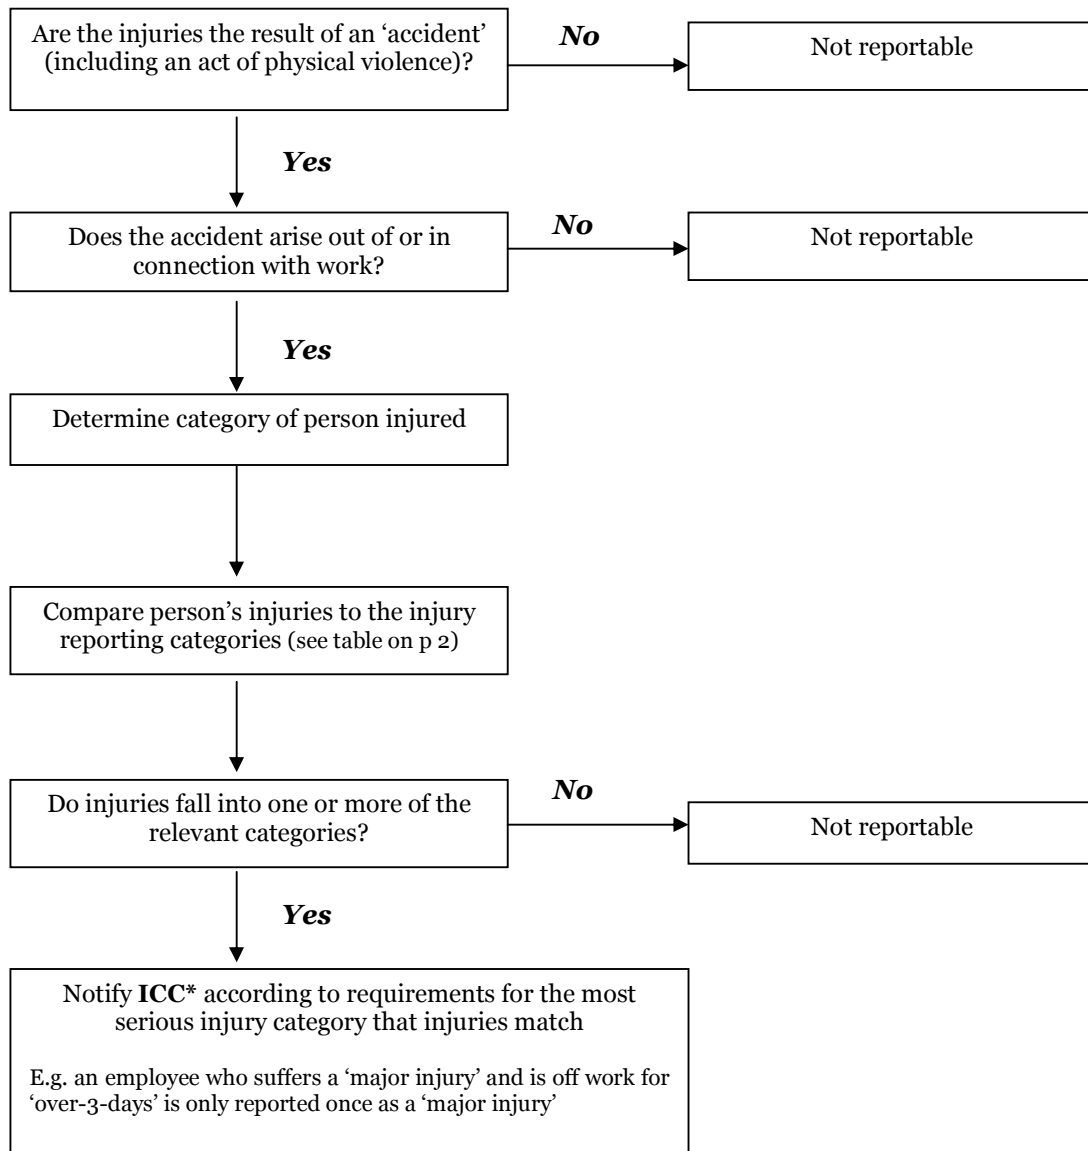 Are the injuries the result of an ‘accident’
(including an act of physical violence)?
No
Not reportable
Yes
Does the accident arise out of or in
connection with work?
No
Not reportable
Yes
Determine category of person injured
Compare person’s injuries to the injury
reporting categories (see table on p 2)
Do injuries fall into one or more of the
relevant categories?
No
Not reportable
Yes
Notify ICC* according to requirements for the most
serious injury category that injuries match
E.g. an employee who suffers a ‘major injury’ and is off work for
‘over-3-days’ is only reported once as a ‘major injury’